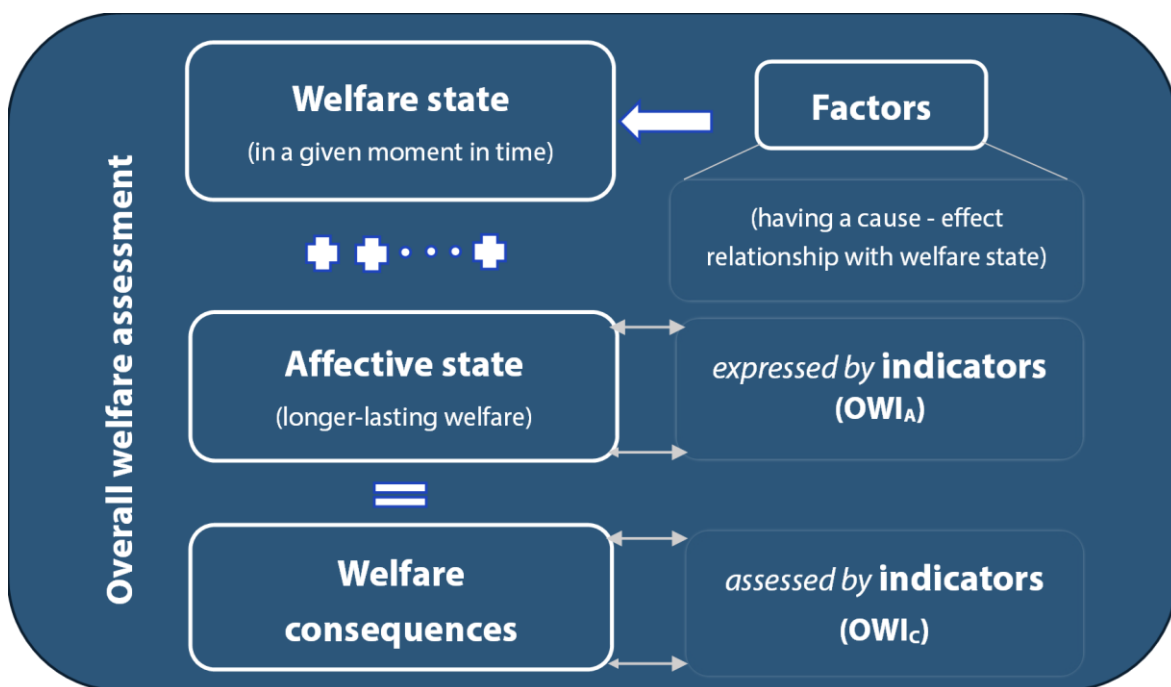 Overall welfare assessment
Welfare state
(in a given moment in time)
Factors
(having a cause - effect
relationship with welfare state)
Affective state
(longer-lasting welfare)
expressed by indicators
(OWIA)
Welfare
consequences
assessed by indicators
(OWIC)